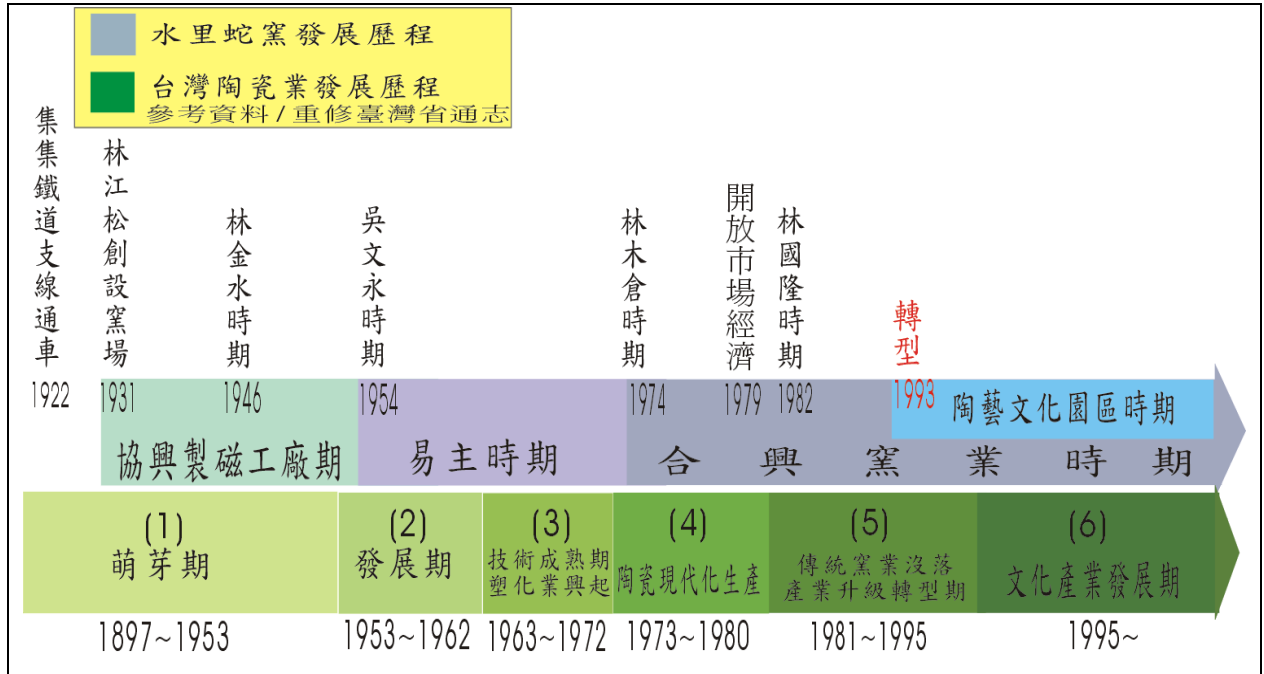 水里蛇窯發展歷程
台灣陶瓷業發展歷程
參考資料/重修臺灣省通志
集集鐵道支線通車
林江松創設窯場
林金水時期
吳文永時期
林木倉時期
開放市場經濟
林國隆時期
轉型
1922
1931
1946
1954
1974
1979
1982
1993
陶藝文化園區時期
協興製磁工廠期
易主時期
合興窯業時期
(1)
萌芽期
(2)
發展期
(3)
技術成熟期
塑化業興起
(4)
陶瓷現代化生產
(5)
傳統窯業沒落
產業升級轉型期
(6)
文化產業發展期
1897~1953
1953~1962
1963~1972
1973~1980
1981~1995
1995~